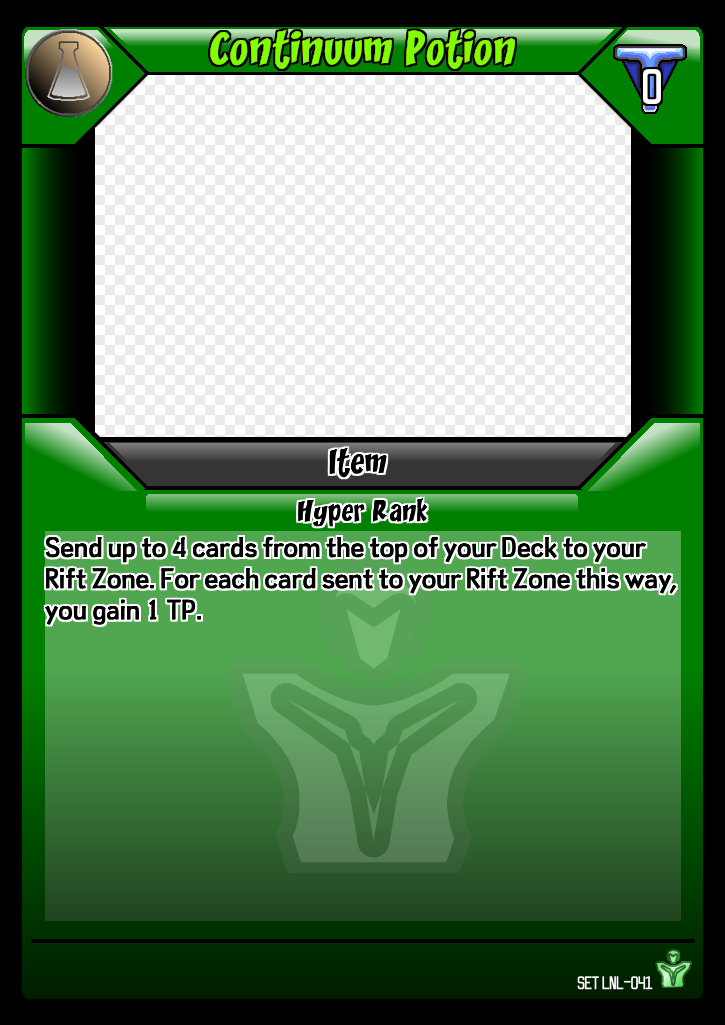 Continuum Potion
0
Item
Hyper Rank
Send up to 4 cards from the top of your Deck to your
Rift Zone. For each card sent to your Rift Zone this way,
you gain 1 TP.
SET LNL-041